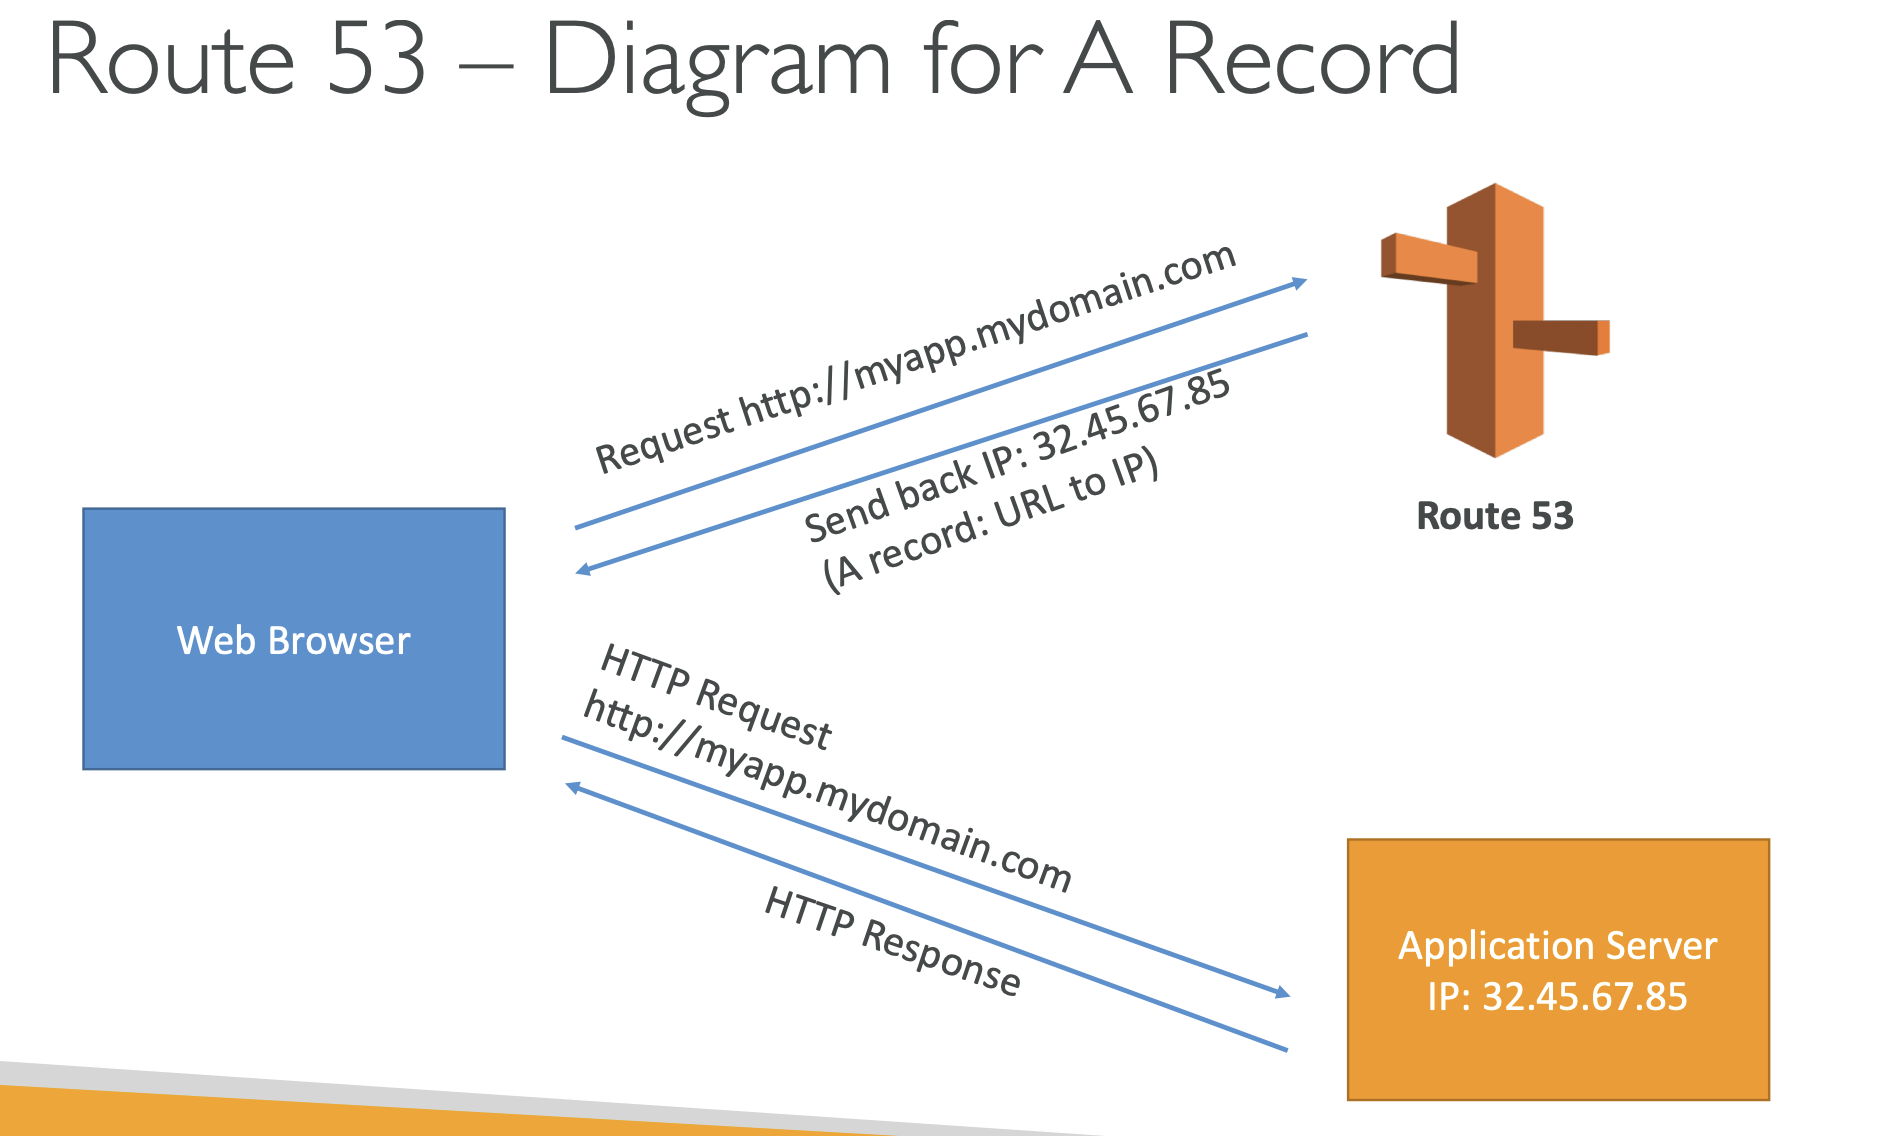 Route 53 – Diagram for A Record
Request http://myapp.mydomain.com
Send back IP: 32.45.67.85
(A record: URL to IP)
Route 53
Web Browser
HTTP Request
http://myapp.mydomain.com
HTTP Response
Application Server
IP: 32.45.67.85